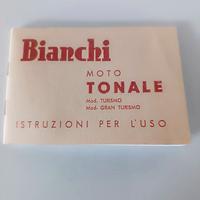 Bianchi
MOTO
TONALE
Mod. TURISMO
Mod. GRAN TURISMO
ISTRUZIONI PER L'USO